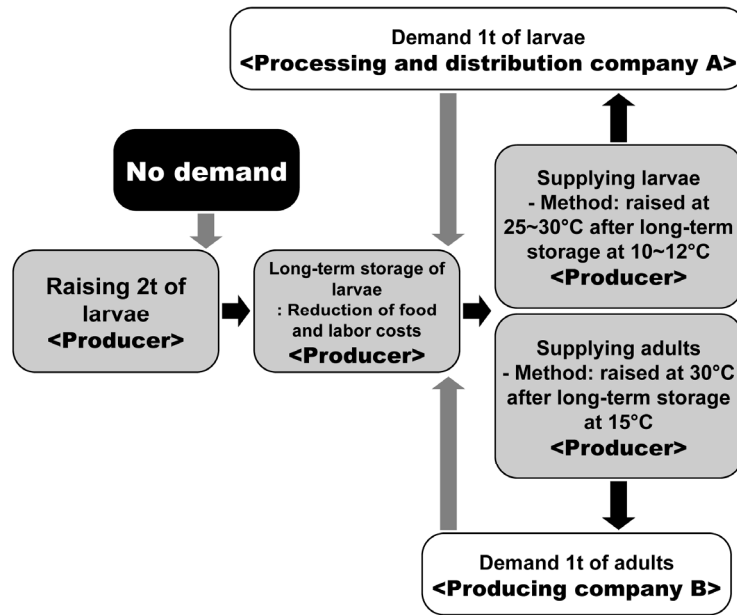 Demand 1t of larvae
<Processing and distribution company A>
No demand
Raising 2t of
larvae
<Producer>
Long-term storage of
larvae
: Reduction of food
and labor costs
<Producer>
Supplying larvae
- Method: raised at
25~30°C after long-term
storage at 10~12°C
<Producer>
Supplying adults
- Method: raised at 30°C
after long-term storage
at 15°C
<Producer>
Demand 1t of adults
<Producing company B>